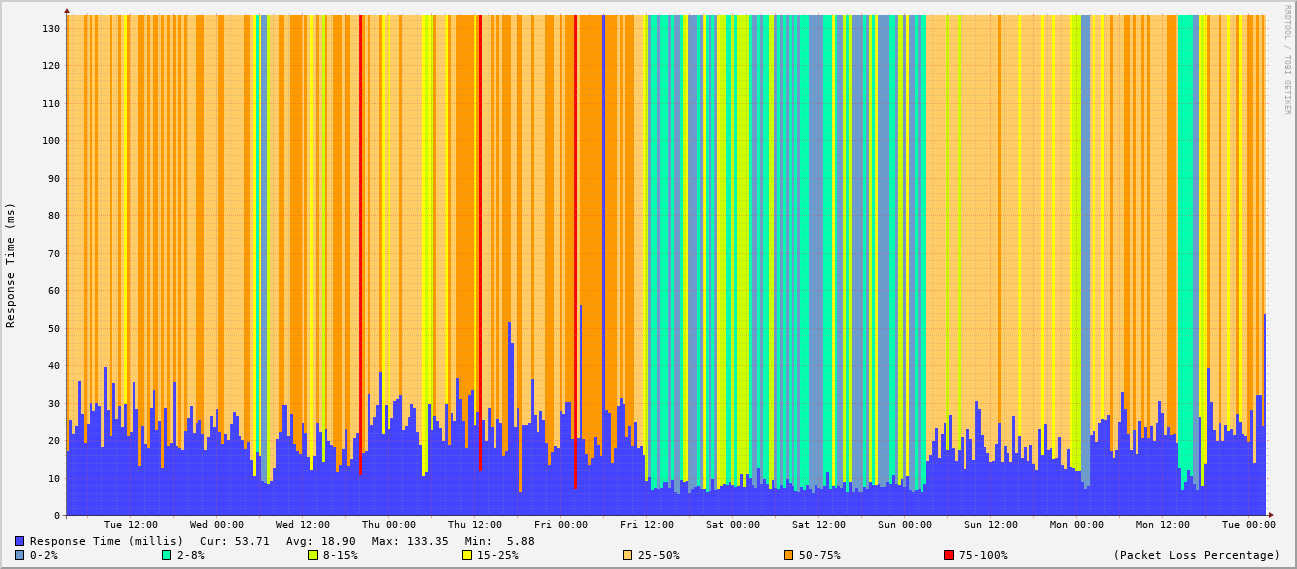 RRDTOOL / TOBI OETIKER
Response Time (ms)
130
120
110
100
90
80
70
60
50
40
30
20
10
0
Tue 12:00 Wed 00:00 Wed 12:00 Thu 00:00 Thu 12:00 Fri 00:00 Fri 12:00 Sat 00:00 Sat 12:00 Sun 00:00 Sun 12:00 Mon 00:00 Mon 12:00 Tue 00:00
Response Time (millis) Cur: 53.71 Avg: 18.90 Max: 133.35 Min: 5.88
0-2% 2-8% 8-15% 15-25% 25-50% 50-75% 75-100% (Packet Loss Percentage)